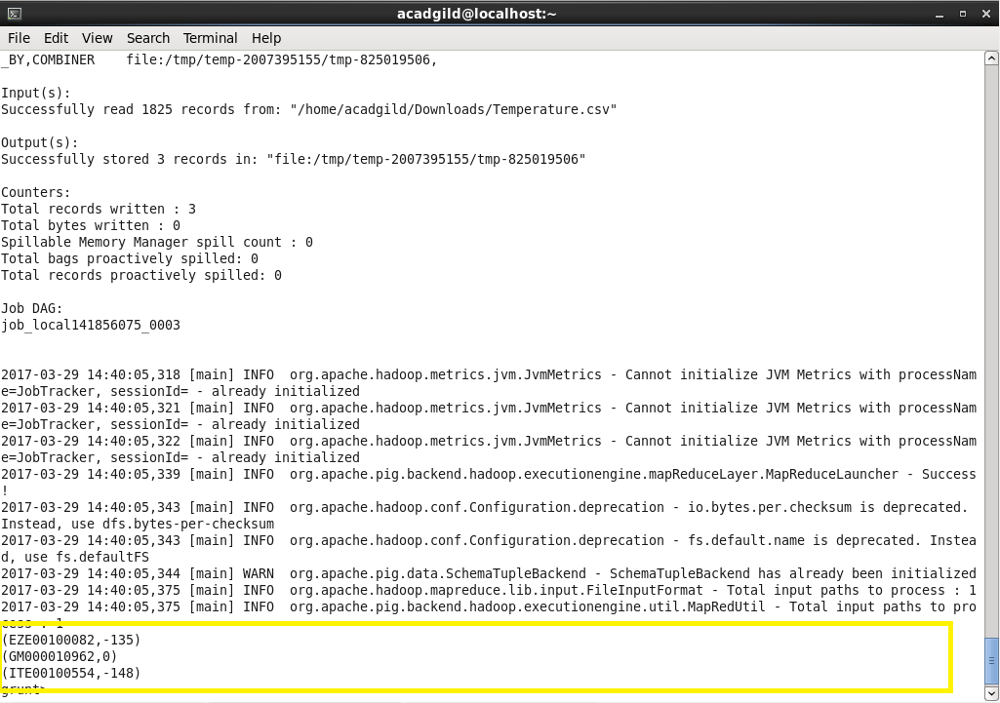 acadgild@localhost:~
File Edit View Search Terminal Help
_BY,COMBINER    file:/tmp/temp-2007395155/tmp-825019506,
Input(s):
Successfully read 1825 records from: "/home/acadgild/Downloads/Temperature.csv"
Output(s):
Successfully stored 3 records in: "file:/tmp/temp-2007395155/tmp-825019506"
Counters:
Total records written : 3
Total bytes written : 0
Spillable Memory Manager spill count : 0
Total bags proactively spilled: 0
Total records proactively spilled: 0
Job DAG:
job_local141856075_0003
2017-03-29 14:40:05,318 [main] INFO  org.apache.hadoop.metrics.jvm.JvmMetrics - Cannot initialize JVM Metrics with processNam
e=JobTracker, sessionId= - already initialized
2017-03-29 14:40:05,321 [main] INFO  org.apache.hadoop.metrics.jvm.JvmMetrics - Cannot initialize JVM Metrics with processNam
e=JobTracker, sessionId= - already initialized
2017-03-29 14:40:05,322 [main] INFO  org.apache.hadoop.metrics.jvm.JvmMetrics - Cannot initialize JVM Metrics with processNam
e=JobTracker, sessionId= - already initialized
2017-03-29 14:40:05,339 [main] INFO  org.apache.pig.backend.hadoop.executionengine.mapReduceLayer.MapReduceLauncher - Success
!
2017-03-29 14:40:05,343 [main] INFO  org.apache.hadoop.conf.Configuration.deprecation - io.bytes.per.checksum is deprecated.
Instead, use dfs.bytes-per-checksum
2017-03-29 14:40:05,343 [main] INFO  org.apache.hadoop.conf.Configuration.deprecation - fs.default.name is deprecated. Instea
d, use fs.defaultFS
2017-03-29 14:40:05,344 [main] WARN  org.apache.pig.data.SchemaTupleBackend - SchemaTupleBackend has already been initialized
2017-03-29 14:40:05,375 [main] INFO  org.apache.hadoop.mapreduce.lib.input.FileInputFormat - Total input paths to process : 1
2017-03-29 14:40:05,375 [main] INFO  org.apache.pig.backend.hadoop.executionengine.util.MapRedUtil - Total input paths to pro
cess : 1
(EZE00100082,-135)
(GM000010962,0)
(ITE00100554,-148)
grunt>